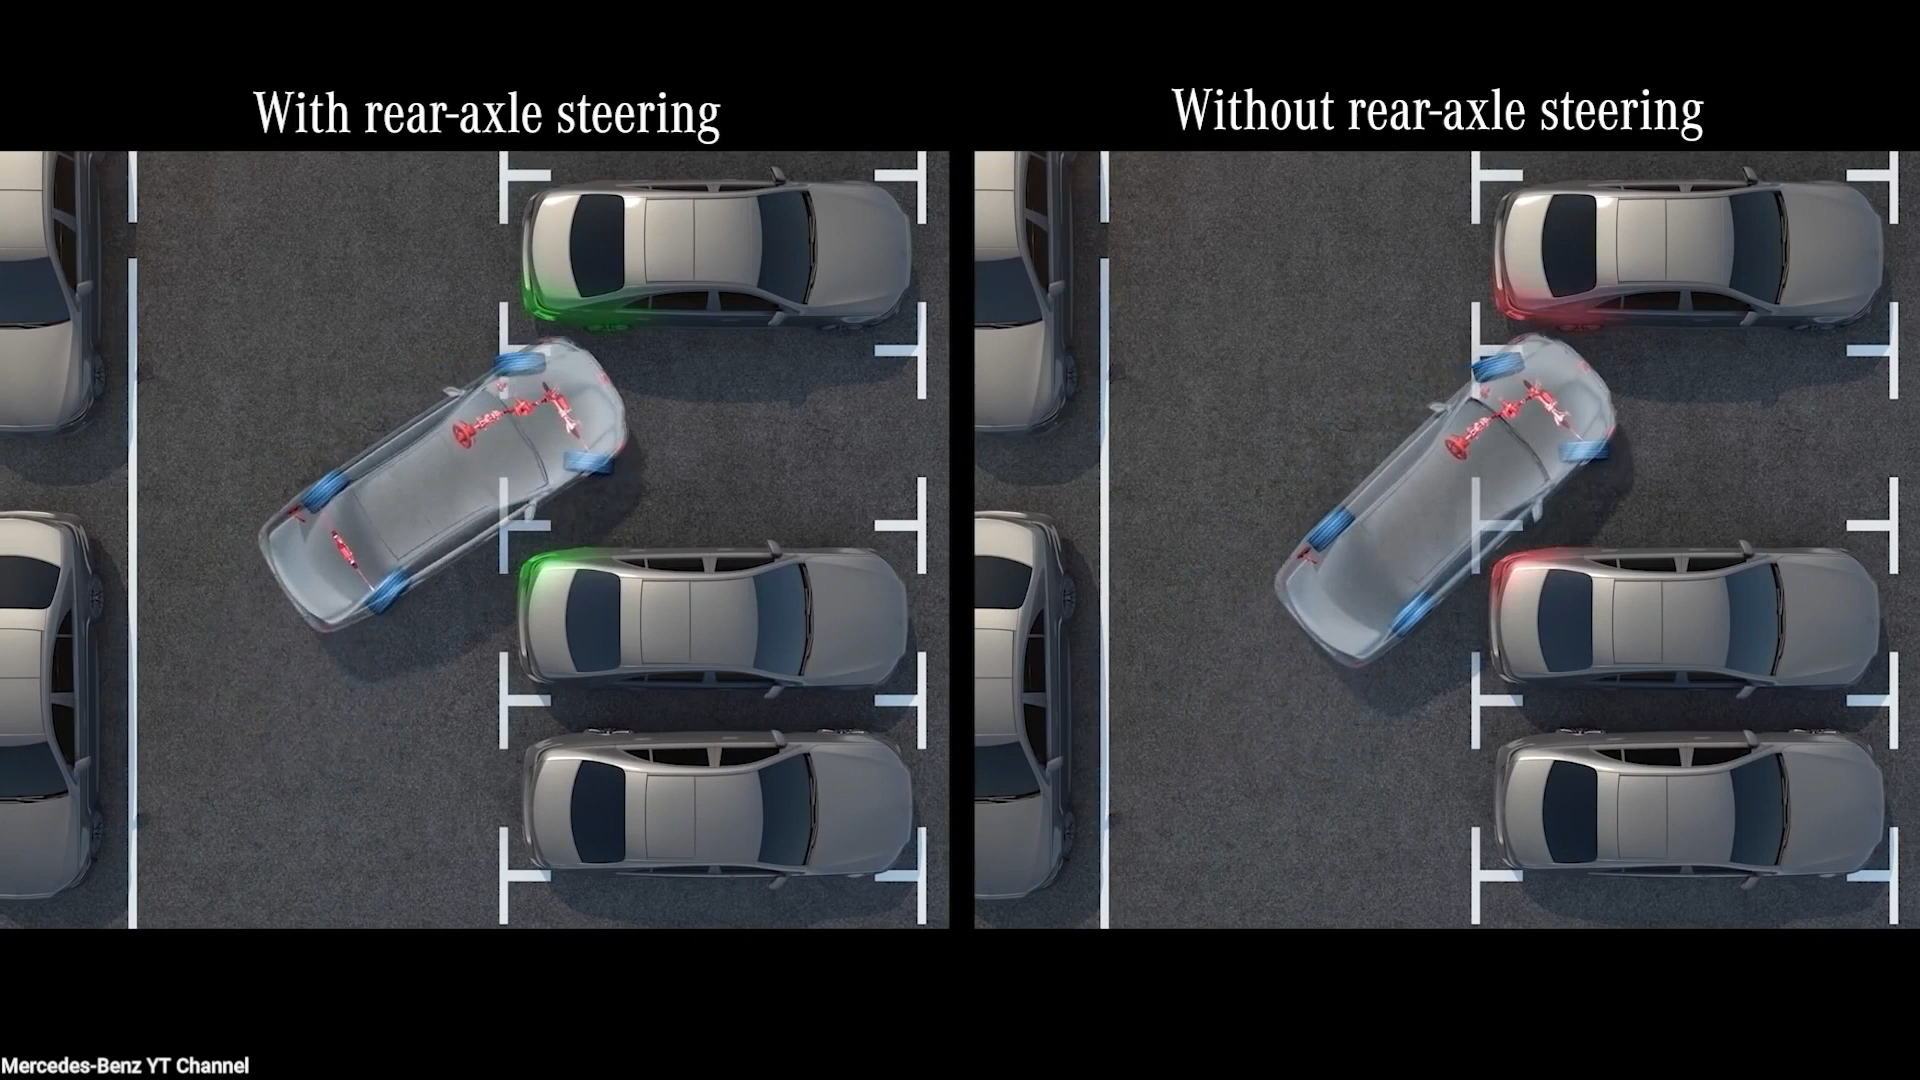 With rear-axle steering
Without rear-axle steering
Mercedes-Benz YT Channel